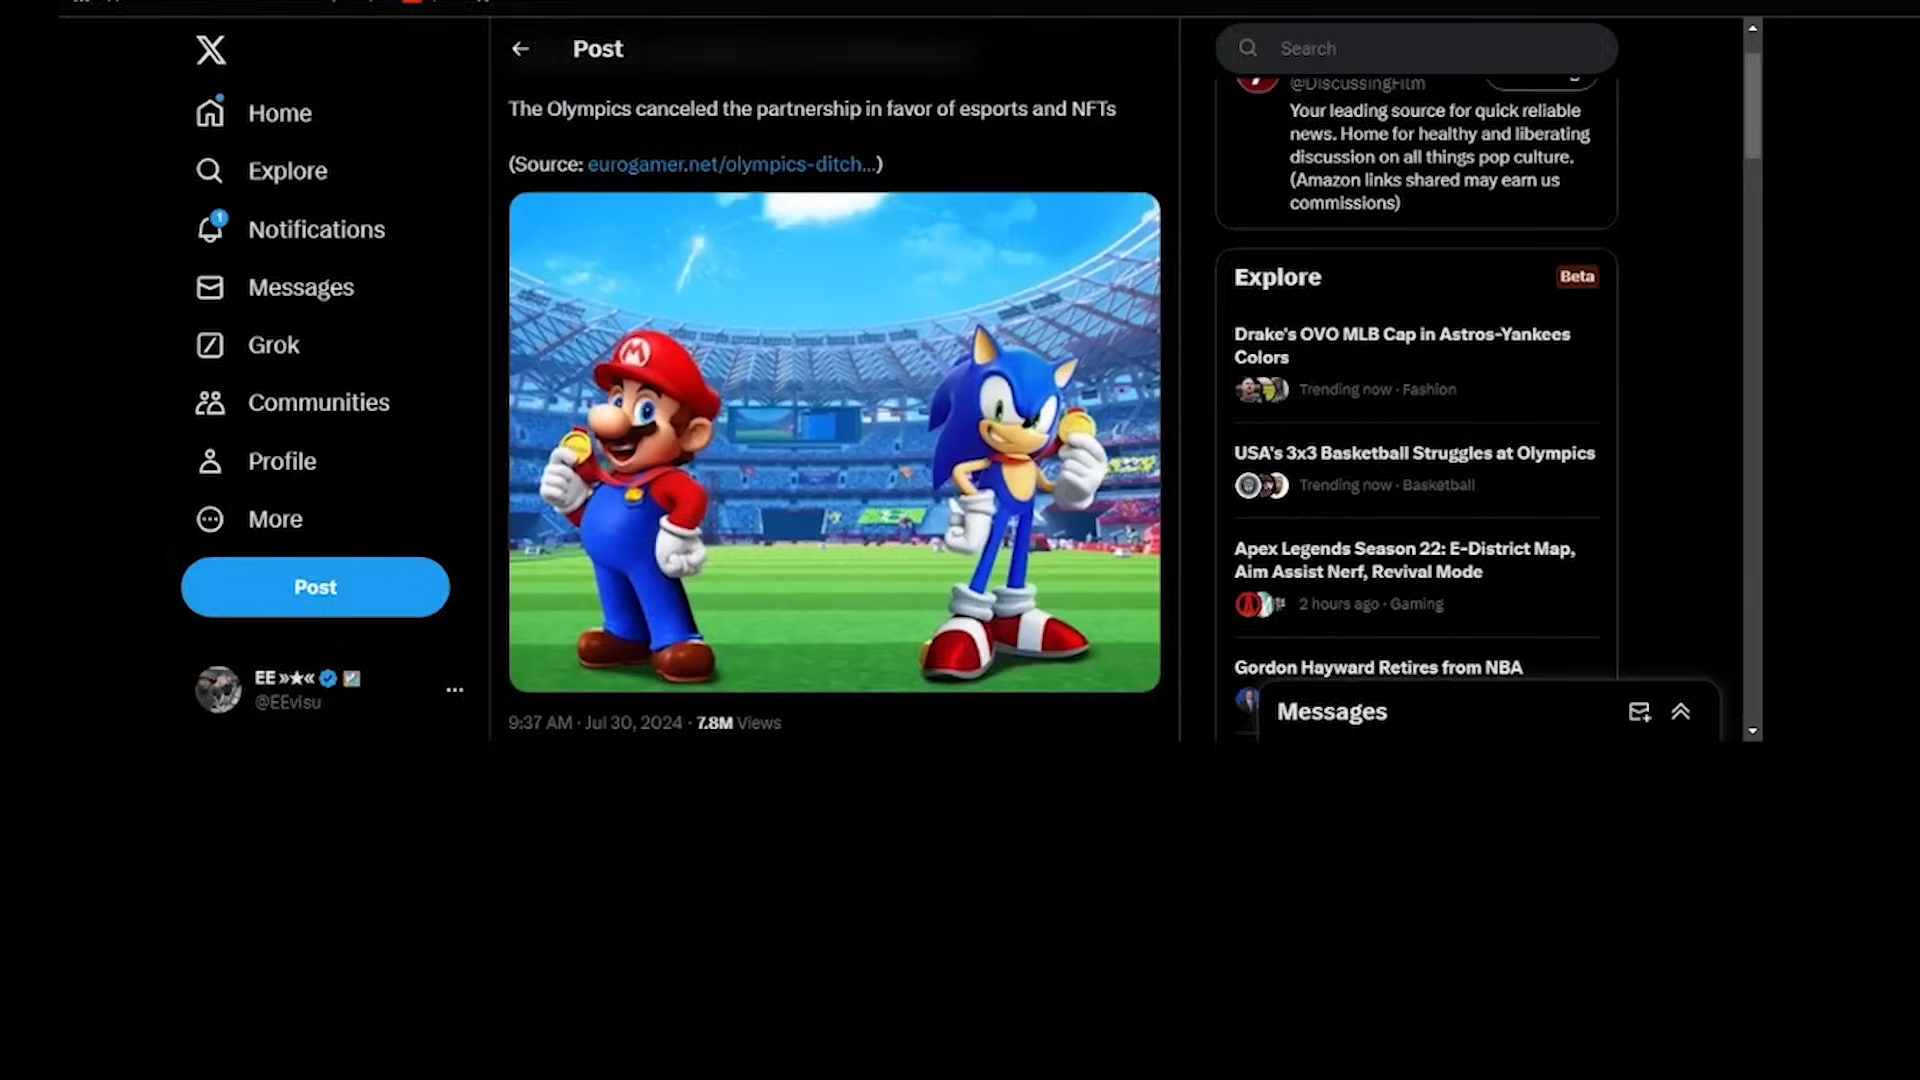 Post
Search
Home
Explore
Notifications
1
Messages
Grok
Communities
Profile
More
Post
EE »★«
@EEvisu
The Olympics canceled the partnership in favor of esports and NFTs
(Source: eurogamer.net/olympics-ditch...)
M
9:37 AM · Jul 30, 2024 · 7.8M Views
@DiscussingFilm
Your leading source for quick reliable
news. Home for healthy and liberating
discussion on all things pop culture.
(Amazon links shared may earn us
commissions)
Explore
Beta
Drake's OVO MLB Cap in Astros-Yankees
Colors
Trending now · Fashion
USA's 3x3 Basketball Struggles at Olympics
Trending now · Basketball
Apex Legends Season 22: E-District Map,
Aim Assist Nerf, Revival Mode
2 hours ago · Gaming
Gordon Hayward Retires from NBA
Messages